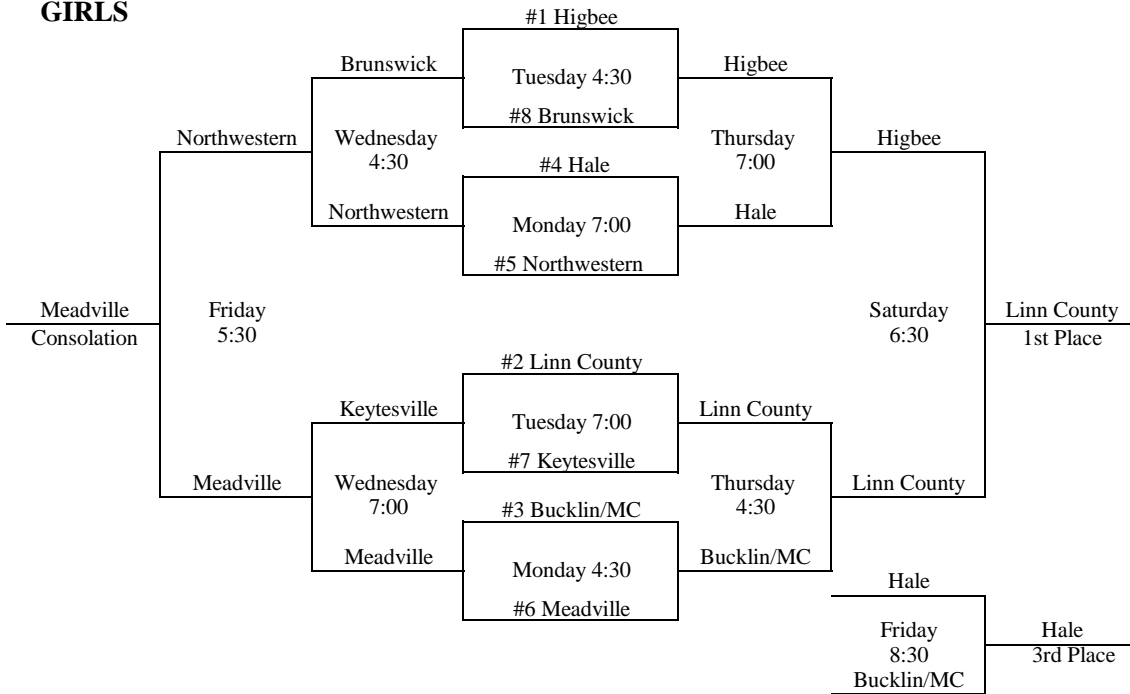 GIRLS
#1 Higbee
Brunswick
Tuesday 4:30
Higbee
#8 Brunswick
Northwestern
Wednesday
4:30
Thursday
7:00
Higbee
#4 Hale
Northwestern
Monday 7:00
Hale
#5 Northwestern
Meadville
Consolation
Friday
5:30
Saturday
6:30
Linn County
1st Place
#2 Linn County
Keytesville
Tuesday 7:00
Linn County
#7 Keytesville
Meadville
Wednesday
7:00
Thursday
4:30
Linn County
#3 Bucklin/MC
Meadville
Monday 4:30
Bucklin/MC
#6 Meadville
Hale
Friday
8:30
Hale
3rd Place
Bucklin/MC